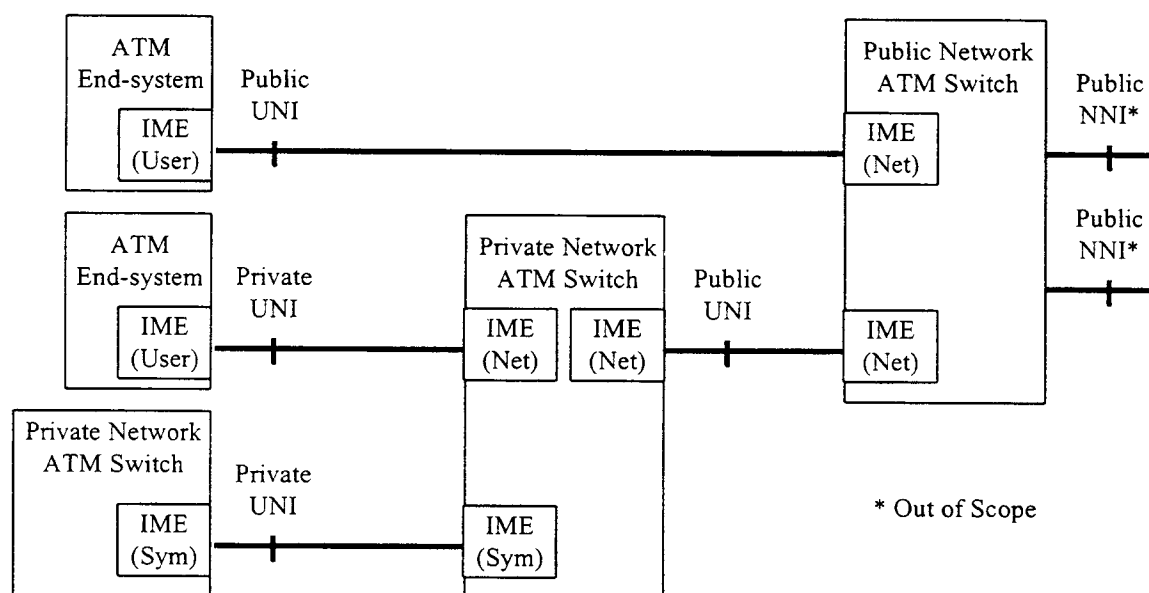 ATM
End-system
IME
(User)
Public
UNI
Public Network
ATM Switch
IME
(Net)
Public
NNI*
ATM
End-system
IME
(User)
Private
UNI
Private Network
ATM Switch
IME
(Net)
IME
(Net)
Public
UNI
IME
(Net)
Public
NNI*
Private Network
ATM Switch
IME
(Sym)
Private
UNI
IME
(Sym)
* Out of Scope